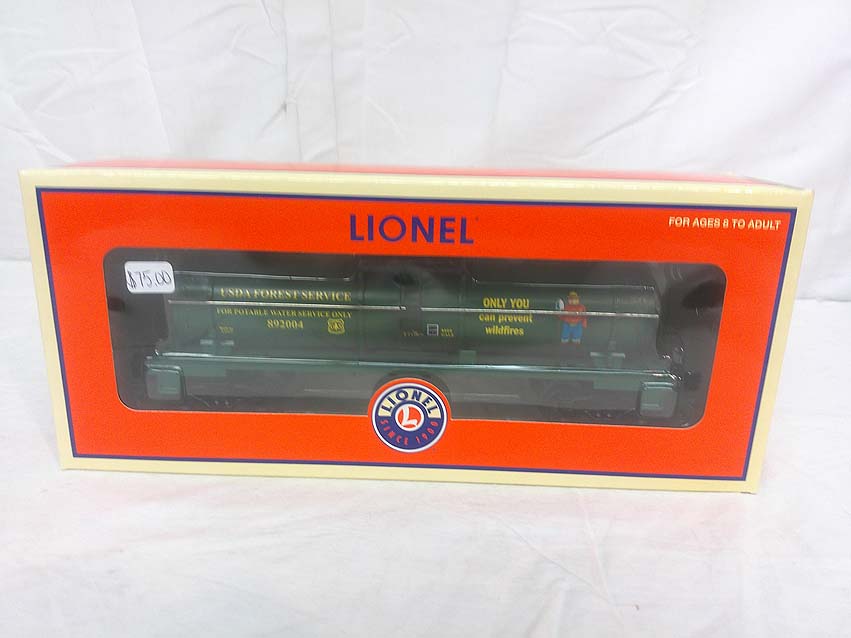 LIONEL
FOR AGES 8 TO ADULT
$75.00
USDA FOREST SERVICE
FOR POTABLE WATER SERVICE ONLY
892004
ONLY YOU
can prevent
wildfires
LIONEL
L
SINCE 1900